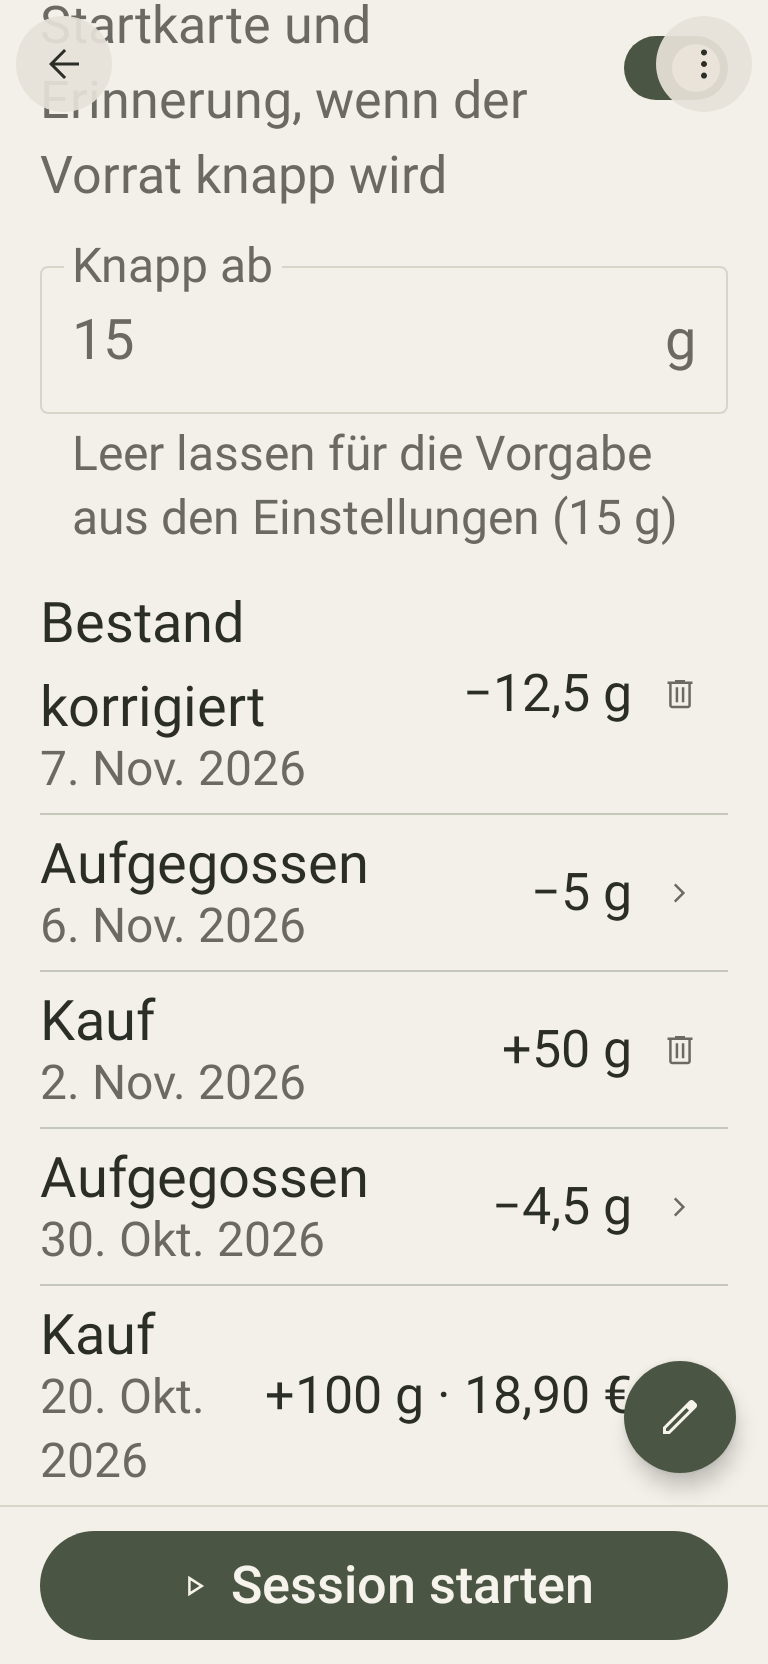 Startkarte und
Erinnerung, wenn der
Vorrat knapp wird
Knapp ab
15 g
Leer lassen für die Vorgabe
aus den Einstellungen (15 g)
Bestand
korrigiert
−12,5 g
7. Nov. 2026
Aufgegossen
−5 g
6. Nov. 2026
Kauf
+50 g
2. Nov. 2026
Aufgegossen
−4,5 g
30. Okt. 2026
Kauf
+100 g · 18,90 €
20. Okt.
2026
Session starten